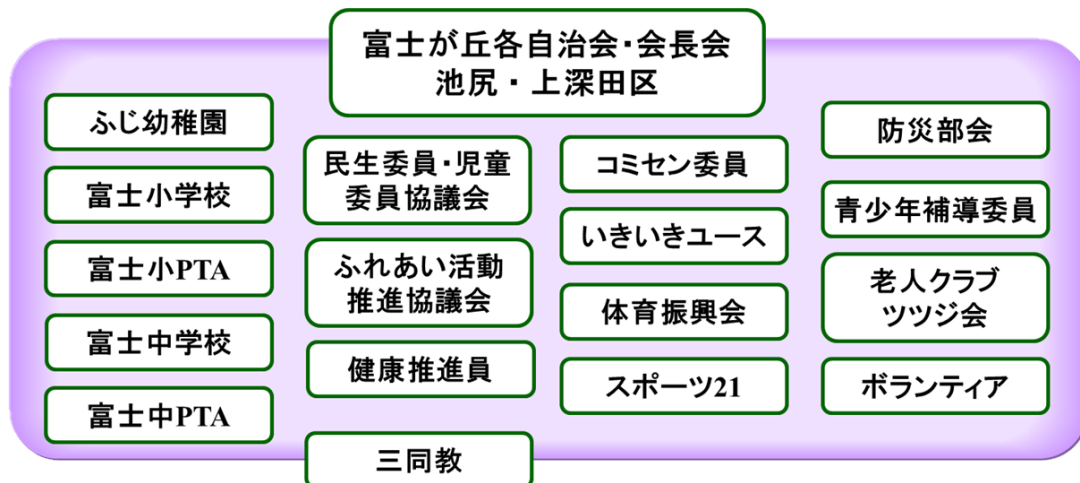 富士が丘各自治会・会長会
池尻・上深田区
ふじ幼稚園
富士小学校
富士小PTA
富士中学校
富士中PTA
民生委員・児童
委員協議会
ふれあい活動
推進協議会
健康推進員
三同教
コミセン委員
いきいきユース
体育振興会
スポーツ21
防災部会
青少年補導委員
老人クラブ
ツツジ会
ボランティア